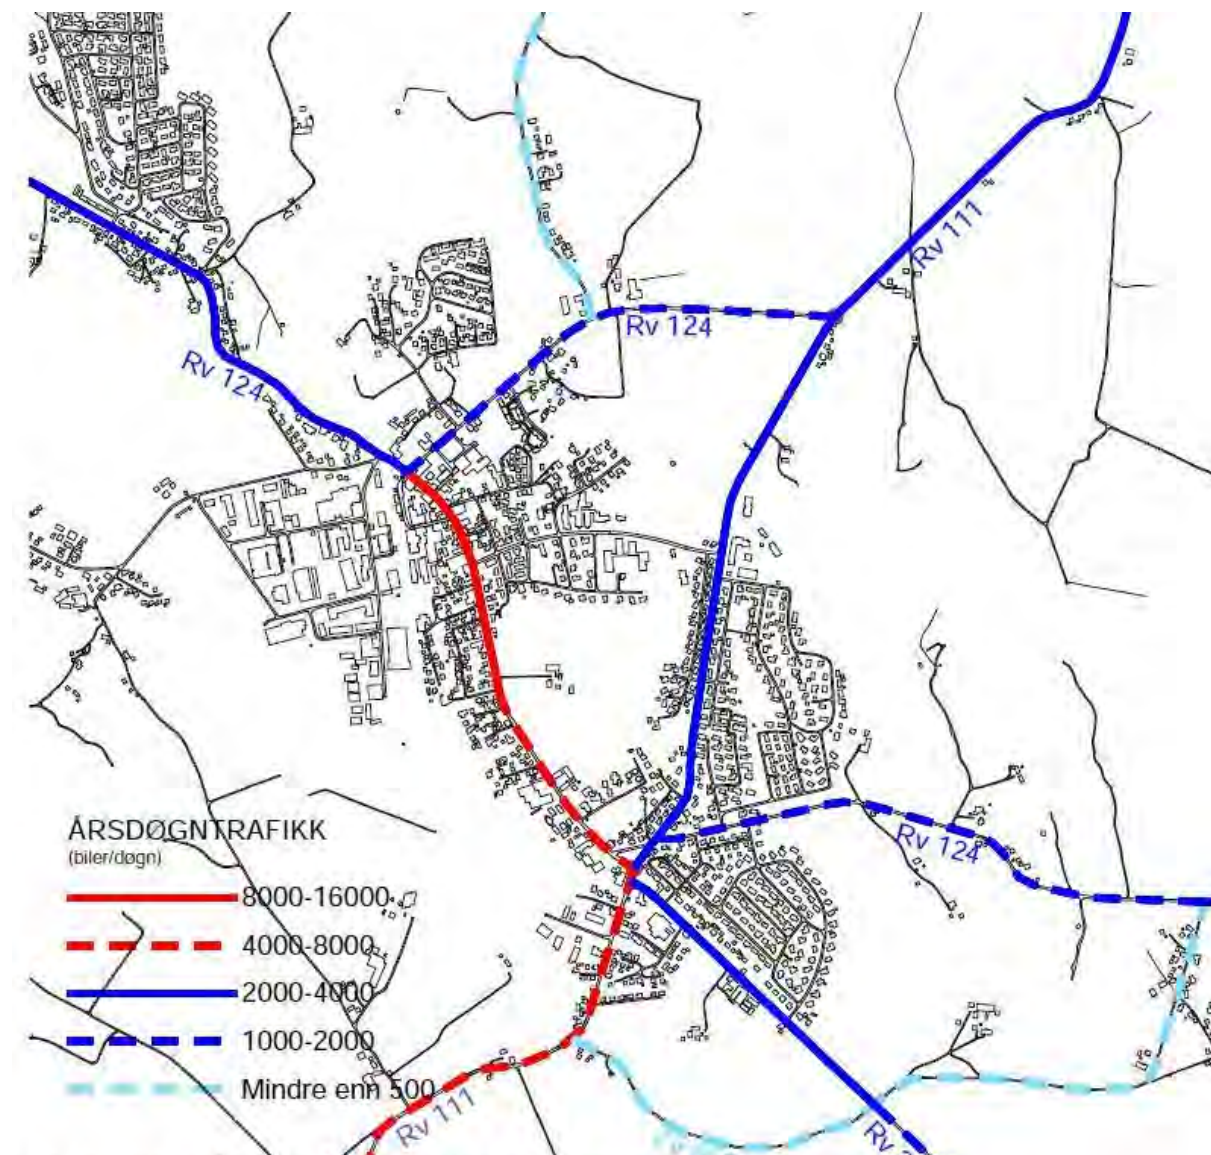 Rv 111
Rv 124
Rv 124
Rv 124
ÅRSDØGNTRAFIKK
(biler/døgn)
8000-16000
4000-8000
2000-4000
1000-2000
Mindre enn 500
Rv 111
Rv